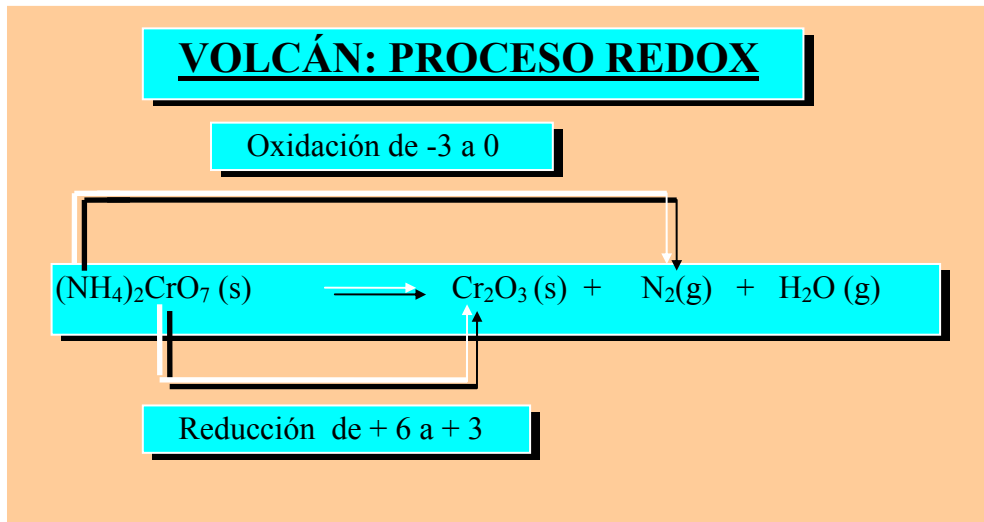 VOLCÁN: PROCESO REDOX
Oxidación de -3 a 0
(NH₄)₂CrO₇ (s) Cr₂O₃ (s) + N₂(g) + H₂O (g)
Reducción de + 6 a + 3